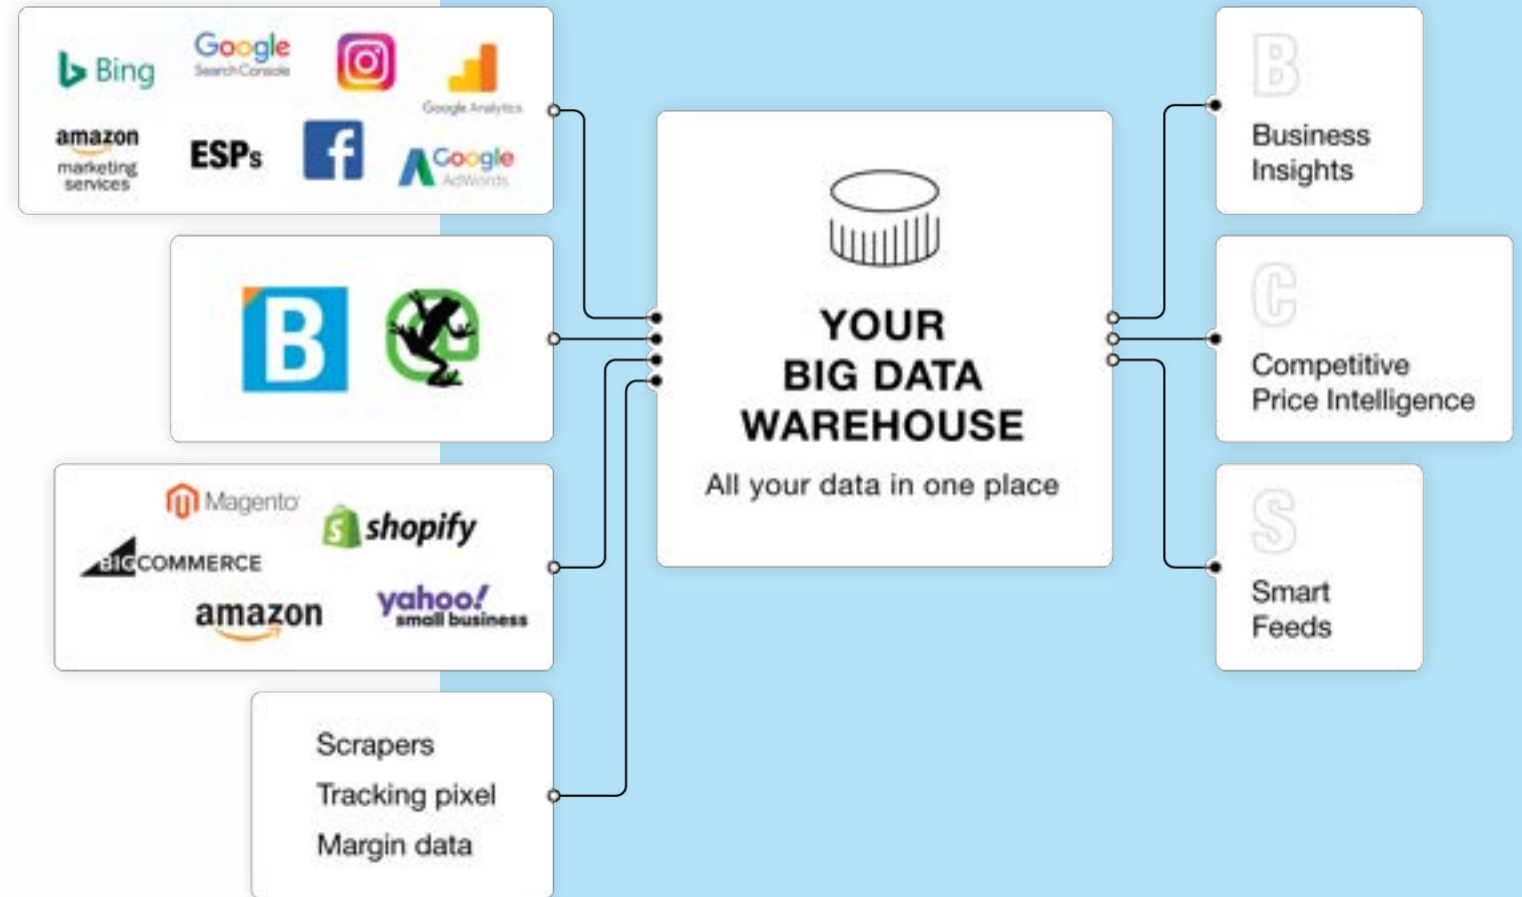 Bing
Google
Search Console
Google Analytics
amazon
marketing
services
ESPs
f
Google
AdWords
B
Magento
S shopify
BIGCOMMERCE
amazon
yahoo!
small business
Scrapers
Tracking pixel
Margin data
YOUR
BIG DATA
WAREHOUSE
All your data in one place
B
Business
Insights
C
Competitive
Price Intelligence
S
Smart
Feeds